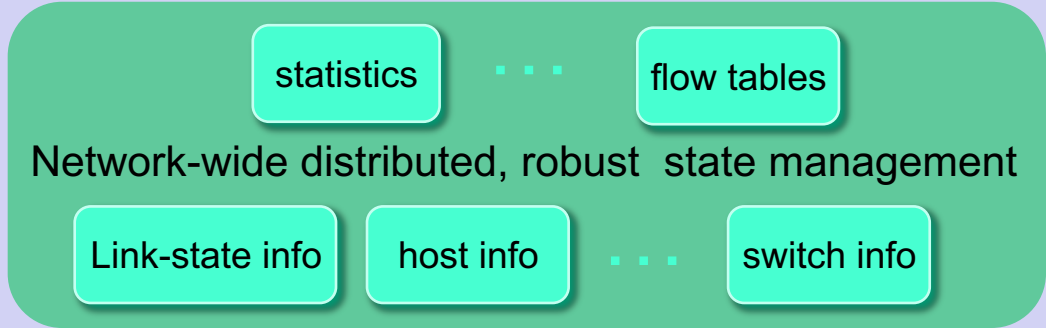 statistics ... flow tables
Network-wide distributed, robust  state management
Link-state info host info ... switch info